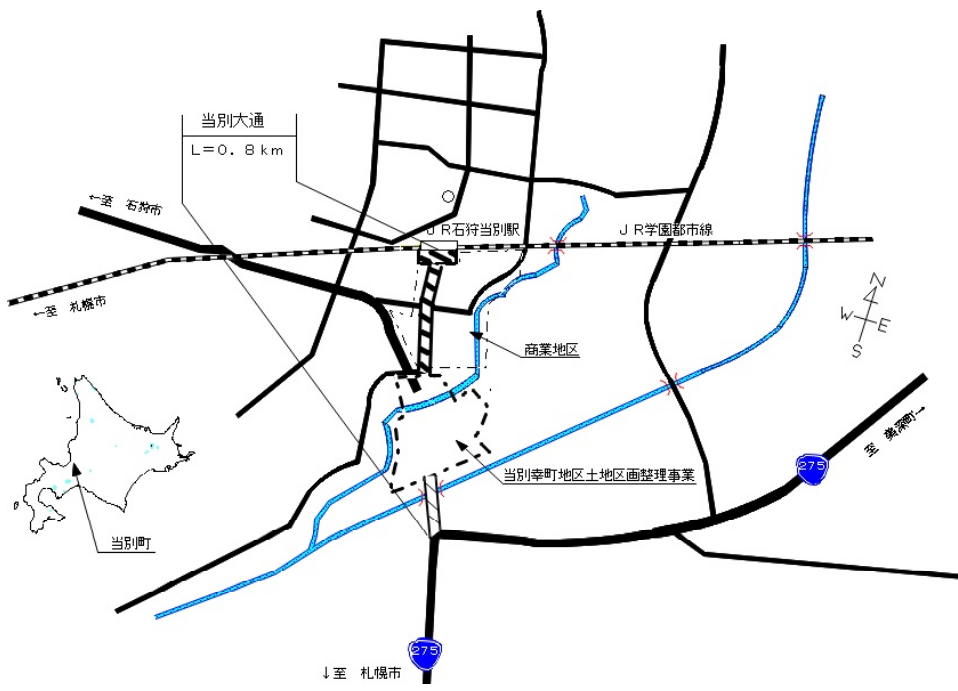 当別大通
L=0.8km
←至 石狩市
JR石狩当別駅
JR学園都市線
←至 札幌市
N
W
E
S
商業地区
当別幸町地区土地区画整理事業
275
至 美深町→
当別町
275
↓至 札幌市